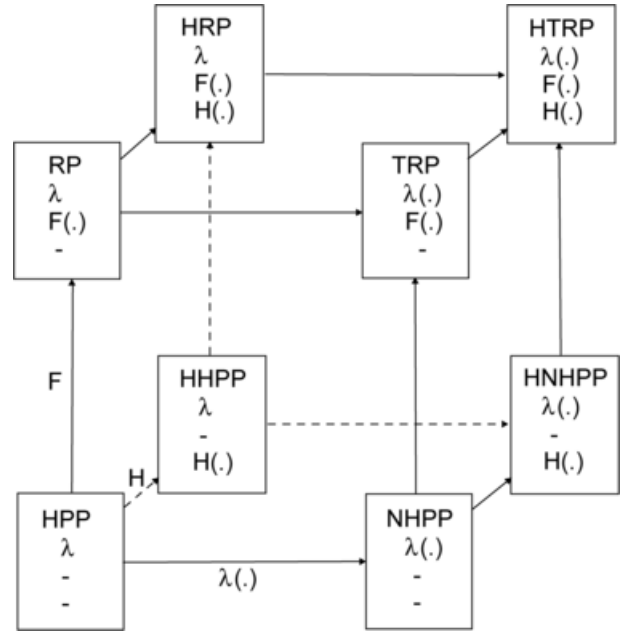 HRP
λ
F(.)
H(.)
HTRP
λ(.)
F(.)
H(.)
RP
λ
F(.)
-
TRP
λ(.)
F(.)
-
F
HHPP
λ
-
H(.)
HNHPP
λ(.)
-
H(.)
H
HPP
λ
-
-
λ(.)
NHPP
λ(.)
-
-